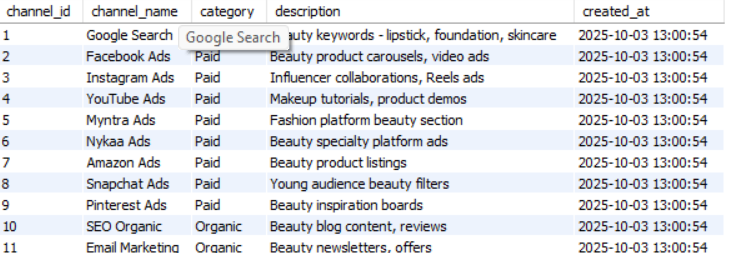 channel_id channel_name category description created_at
1 Google Search Google Search auty keywords - lipstick, foundation, skincare 2025-10-03 13:00:54
2 Facebook Ads Paid Beauty product carousels, video ads 2025-10-03 13:00:54
3 Instagram Ads Paid Influencer collaborations, Reels ads 2025-10-03 13:00:54
4 YouTube Ads Paid Makeup tutorials, product demos 2025-10-03 13:00:54
5 Myntra Ads Paid Fashion platform beauty section 2025-10-03 13:00:54
6 Nykaa Ads Paid Beauty specialty platform ads 2025-10-03 13:00:54
7 Amazon Ads Paid Beauty product listings 2025-10-03 13:00:54
8 Snapchat Ads Paid Young audience beauty filters 2025-10-03 13:00:54
9 Pinterest Ads Paid Beauty inspiration boards 2025-10-03 13:00:54
10 SEO Organic Organic Beauty blog content, reviews 2025-10-03 13:00:54
11 Email Marketing Organic Beauty newsletters, offers 2025-10-03 13:00:54